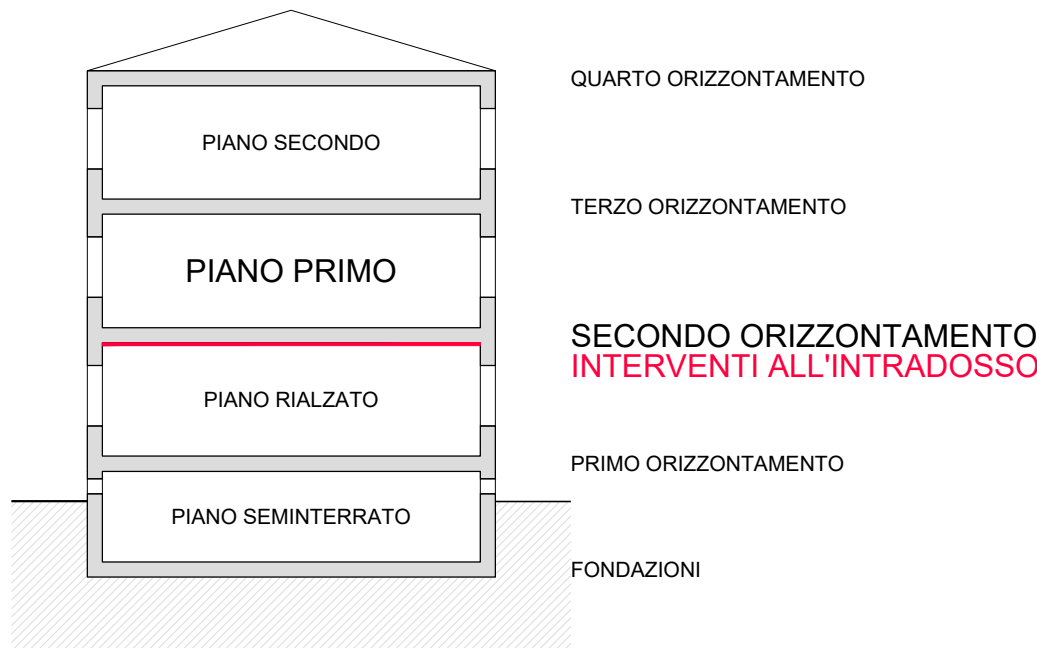 QUARTO ORIZZONTAMENTO
PIANO SECONDO
TERZO ORIZZONTAMENTO
PIANO PRIMO
SECONDO ORIZZONTAMENTO
INTERVENTI ALL'INTRADOSSO
PIANO RIALZATO
PRIMO ORIZZONTAMENTO
PIANO SEMINTERRATO
FONDAZIONI